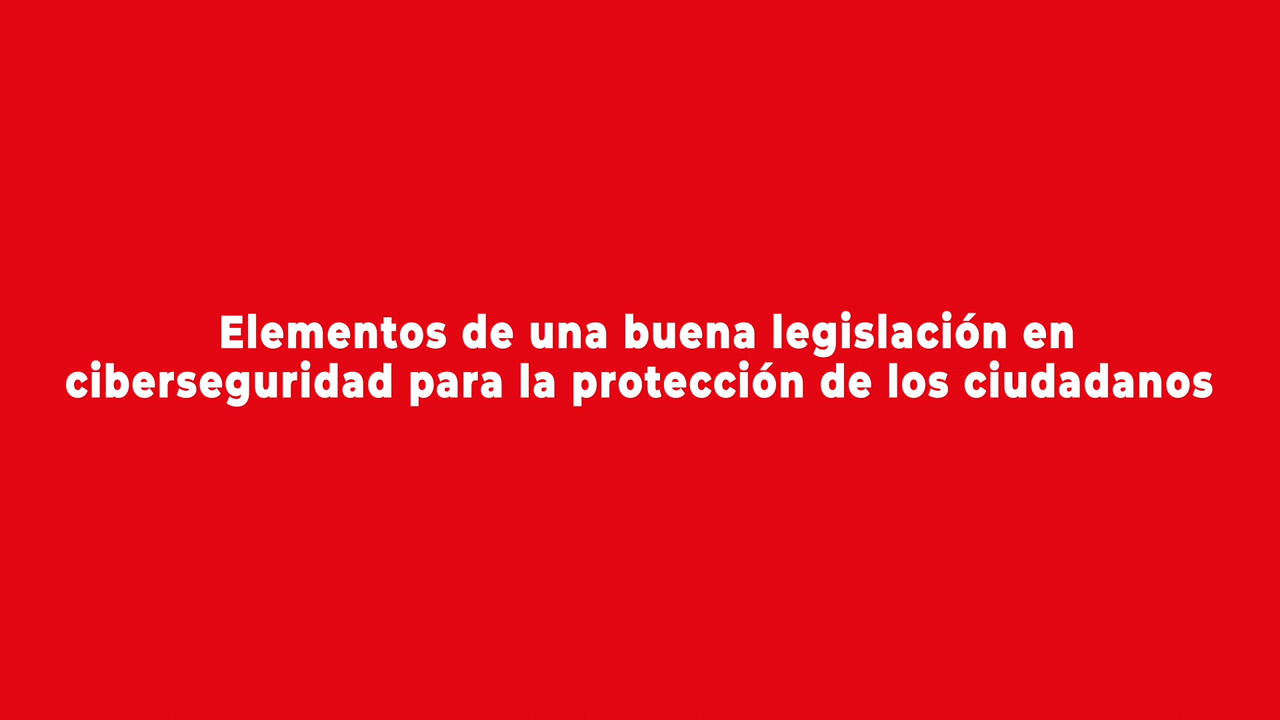 Elementos de una buena legislación en
ciberseguridad para la protección de los ciudadanos